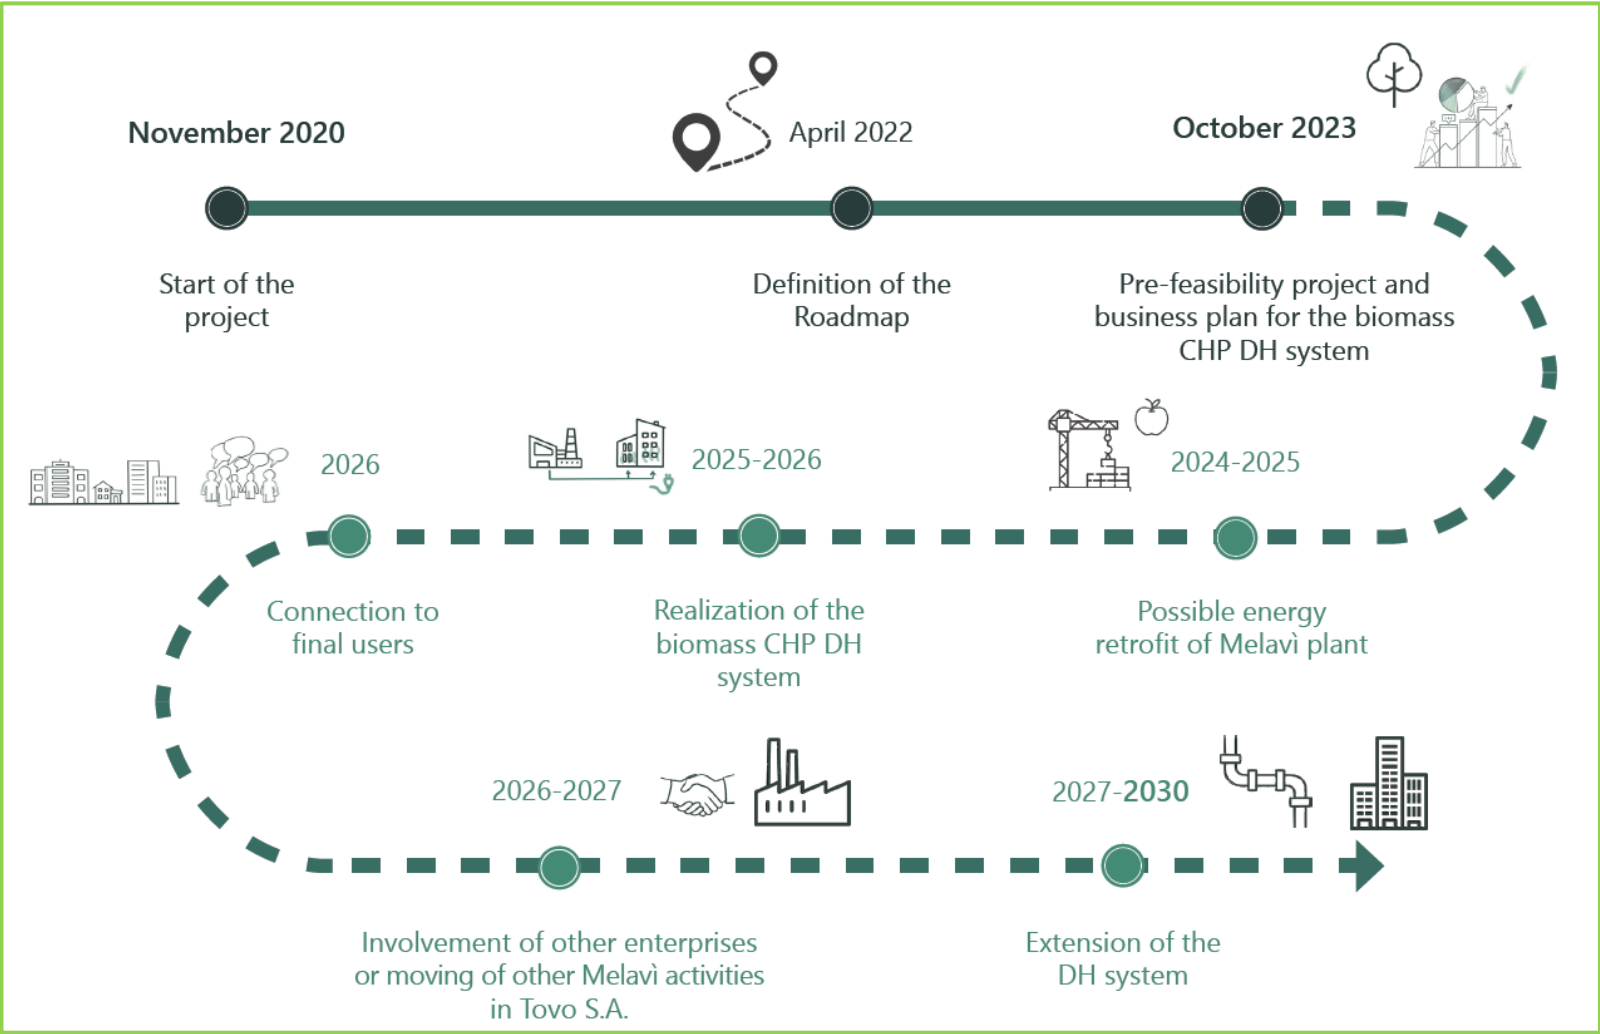 November 2020
April 2022
October 2023
Start of the
project
Definition of the
Roadmap
Pre-feasibility project and
business plan for the biomass
CHP DH system
2024-2025
2025-2026
2026
Possible energy
retrofit of Melavì plant
Realization of the
biomass CHP DH
system
Connection to
final users
2026-2027
2027-2030
Involvement of other enterprises
or moving of other Melavì activities
in Tovo S.A.
Extension of the
DH system